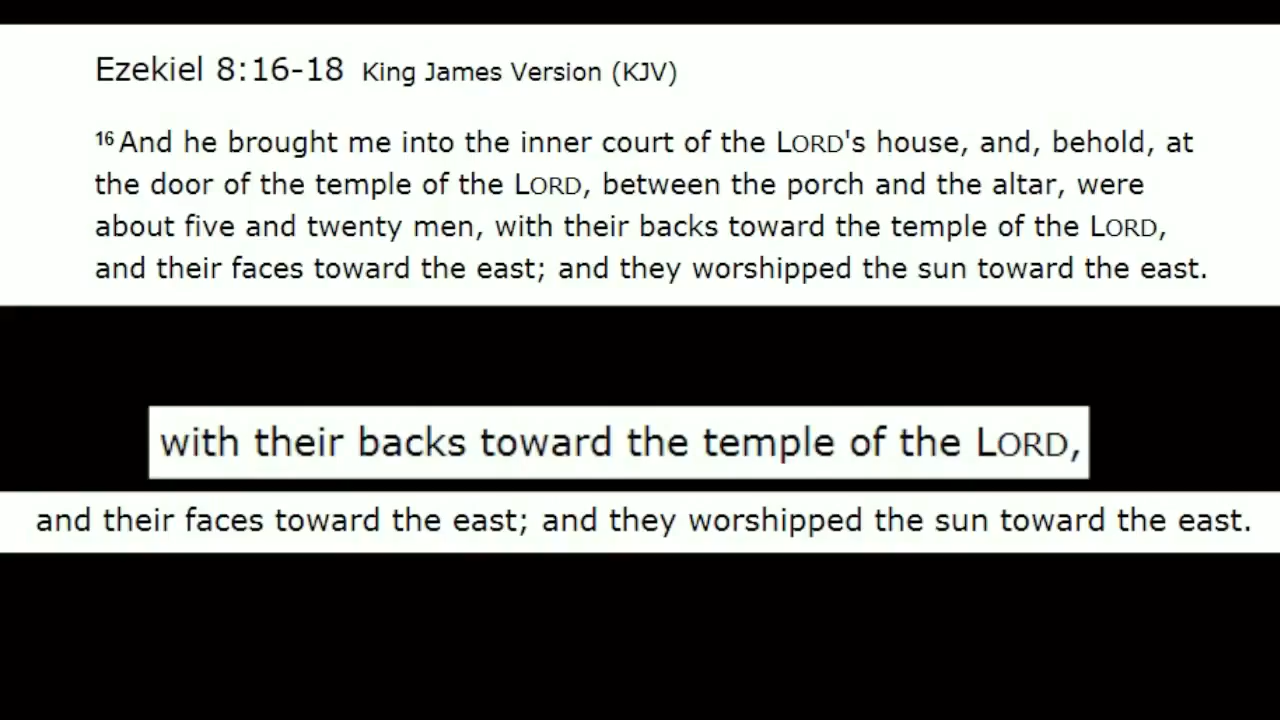 Ezekiel 8:16-18 King James Version (KJV)
16 And he brought me into the inner court of the LORD's house, and, behold, at
the door of the temple of the LORD, between the porch and the altar, were
about five and twenty men, with their backs toward the temple of the LORD,
and their faces toward the east; and they worshipped the sun toward the east.
with their backs toward the temple of the LORD,
and their faces toward the east; and they worshipped the sun toward the east.